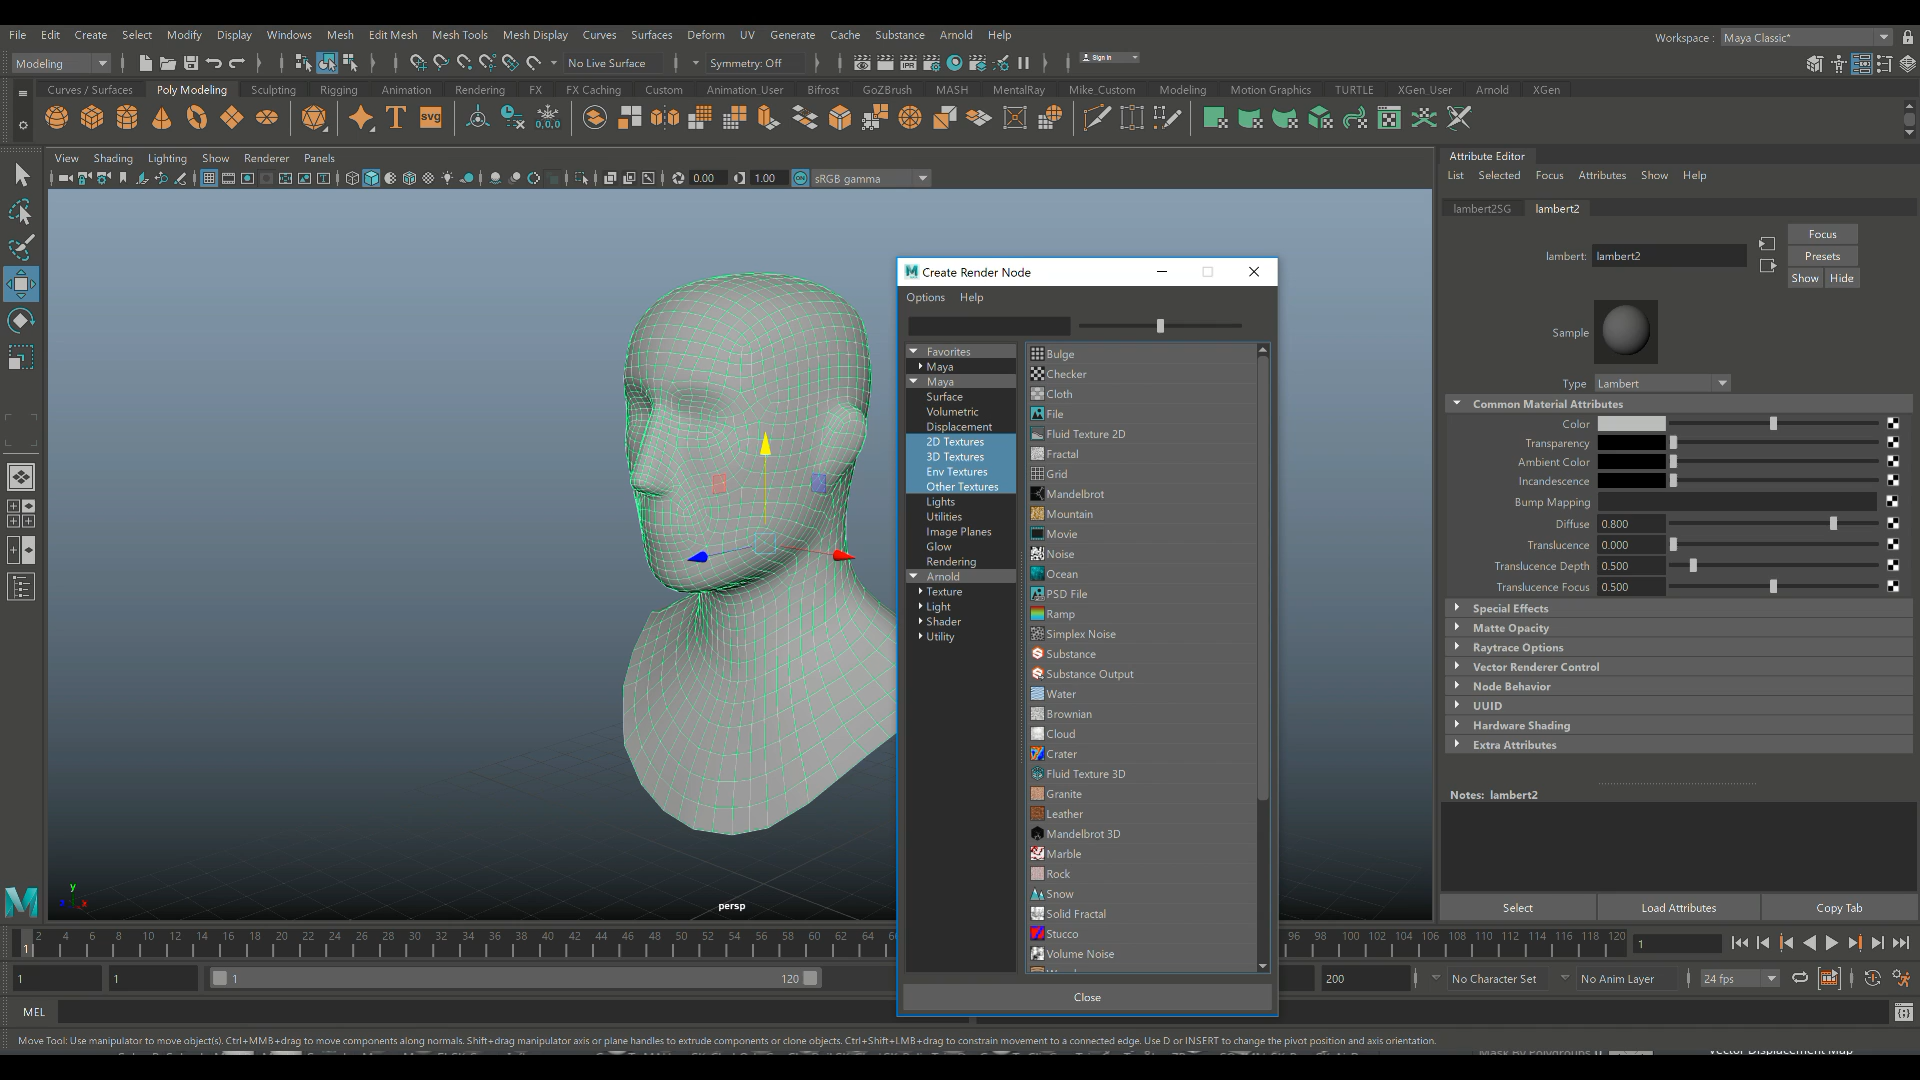 File Edit Create Select Modify Display Windows Mesh Edit Mesh Mesh Tools Mesh Display Curves Surfaces Deform UV Generate Cache Substance Arnold Help
Workspace : Maya Classic*
Modeling No Live Surface Symmetry: Off Sign In
Curves / Surfaces Poly Modeling Sculpting Rigging Animation Rendering FX FX Caching Custom Animation_User Bifrost GoZBrush MASH MentalRay Mike_Custom Modeling Motion Graphics TURTLE XGen_User Arnold XGen
T svg 0,0,0
View Shading Lighting Show Renderer Panels
0.00 1.00 ON sRGB gamma
Create Render Node
Options Help
Favorites
Maya
Maya
Surface
Volumetric
Displacement
2D Textures
3D Textures
Env Textures
Other Textures
Lights
Utilities
Image Planes
Glow
Rendering
Arnold
Texture
Light
Shader
Utility
Bulge
Checker
Cloth
File
Fluid Texture 2D
Fractal
Grid
Mandelbrot
Mountain
Movie
Noise
Ocean
PSD File
Ramp
Simplex Noise
Substance
Substance Output
Water
Brownian
Cloud
Crater
Fluid Texture 3D
Granite
Leather
Mandelbrot 3D
Marble
Rock
Snow
Solid Fractal
Stucco
Volume Noise
Close
Attribute Editor
List Selected Focus Attributes Show Help
lambert2SG lambert2
lambert: lambert2
Focus
Presets
Show Hide
Sample
Type Lambert
Common Material Attributes
Color
Transparency
Ambient Color
Incandescence
Bump Mapping
Diffuse 0.800
Translucence 0.000
Translucence Depth 0.500
Translucence Focus 0.500
Special Effects
Matte Opacity
Raytrace Options
Vector Renderer Control
Node Behavior
UUID
Hardware Shading
Extra Attributes
Notes: lambert2
Select Load Attributes Copy Tab
y
persp
1 2 4 6 8 10 12 14 16 18 20 22 24 26 28 30 32 34 36 38 40 42 44 46 48 50 52 54 56 58 60 62 64 96 98 100 102 104 106 108 110 112 114 116 118 120 1
1 1 1 120 200 No Character Set No Anim Layer 24 fps
MEL
Move Tool: Use manipulator to move object(s). Ctrl+MMB+drag to move components along normals. Shift+drag manipulator axis or plane handles to extrude components or clone objects. Ctrl+Shift+LMB+drag to constrain movement to a connected edge. Use D or INSERT to change the pivot position and axis orientation.